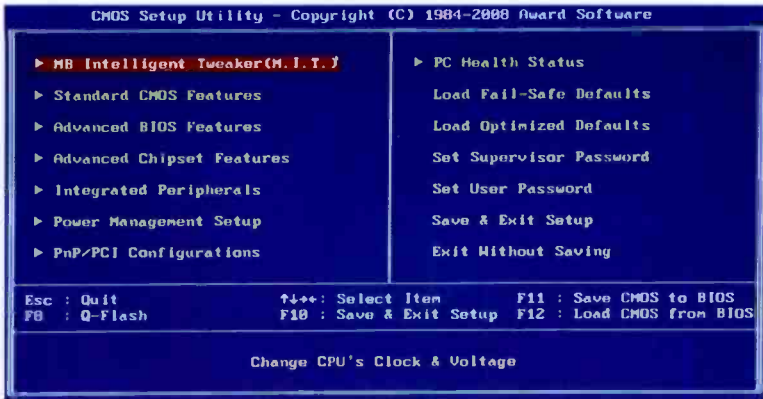 CMOS Setup Utility - Copyright (C) 1984-2008 Award Software
▶ MB Intelligent Tweaker(M.I.T.)
▶ Standard CMOS Features
▶ Advanced BIOS Features
▶ Advanced Chipset Features
▶ Integrated Peripherals
▶ Power Management Setup
▶ PnP/PCI Configurations
▶ PC Health Status
Load Fail-Safe Defaults
Load Optimized Defaults
Set Supervisor Password
Set User Password
Save & Exit Setup
Exit Without Saving
Esc : Quit ↑↓→←: Select Item F11 : Save CMOS to BIOS
F8 : Q-Flash F10 : Save & Exit Setup F12 : Load CMOS from BIOS
Change CPU's Clock & Voltage